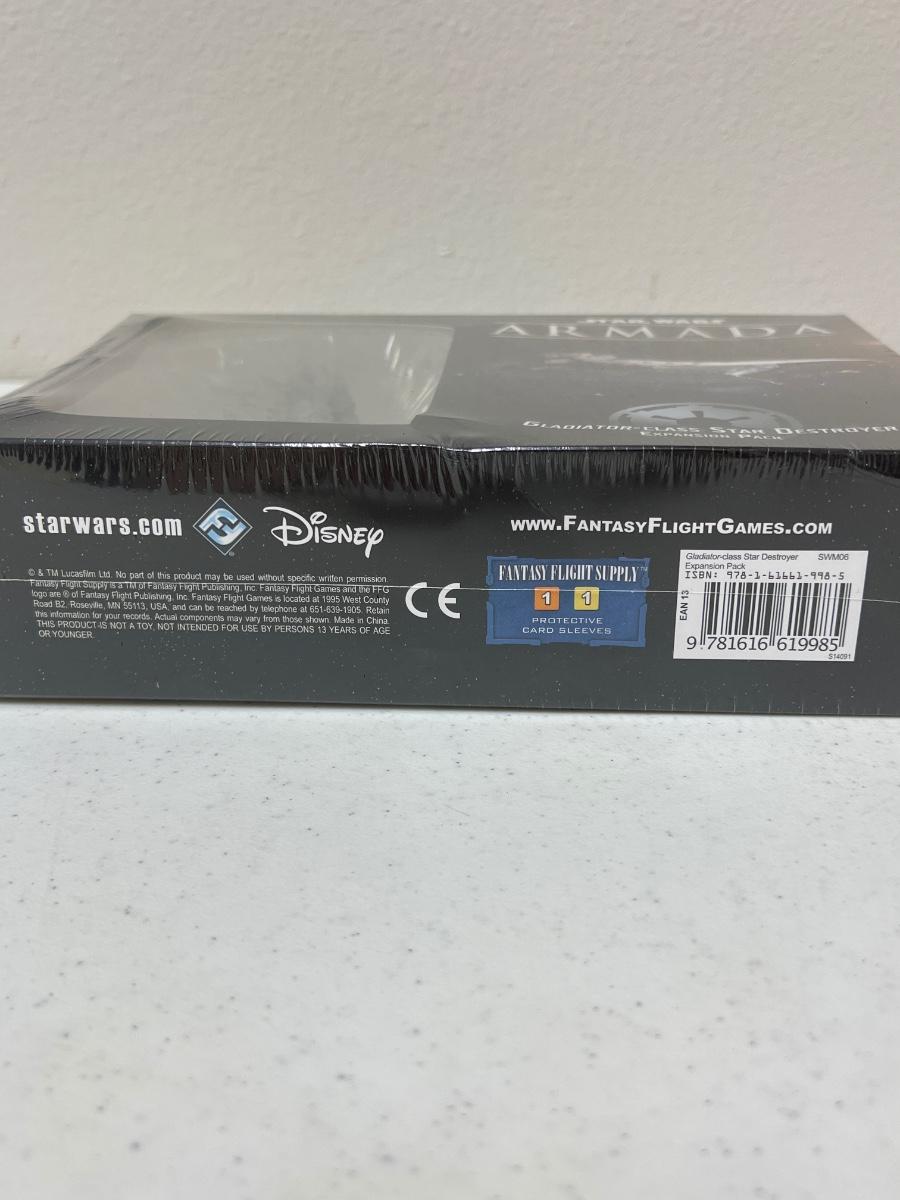 STAR WARS
ARMADA
GLADIATOR-CLASS STAR DESTROYER
EXPANSION PACK
starwars.com
Disney
www.FantasyFlightGames.com
© & TM Lucasfilm Ltd. No part of this product may be used without specific written permission.
Fantasy Flight Supply is a TM of Fantasy Flight Publishing, Inc. Fantasy Flight Games and the FFG
logo are ® of Fantasy Flight Publishing, Inc. Fantasy Flight Games is located at 1995 West County
Road B2, Roseville, MN 55113, USA, and can be reached by telephone at 651-639-1905. Retain
this information for your records. Actual components may vary from those shown. Made in China.
THIS PRODUCT IS NOT A TOY. NOT INTENDED FOR USE BY PERSONS 13 YEARS OF AGE
OR YOUNGER.
CE
FANTASY FLIGHT SUPPLY™
1 1
PROTECTIVE
CARD SLEEVES
Gladiator-class Star Destroyer SWM06
Expansion Pack
ISBN: 978-1-61661-998-5
EAN 13
9 781616 619985
S14091